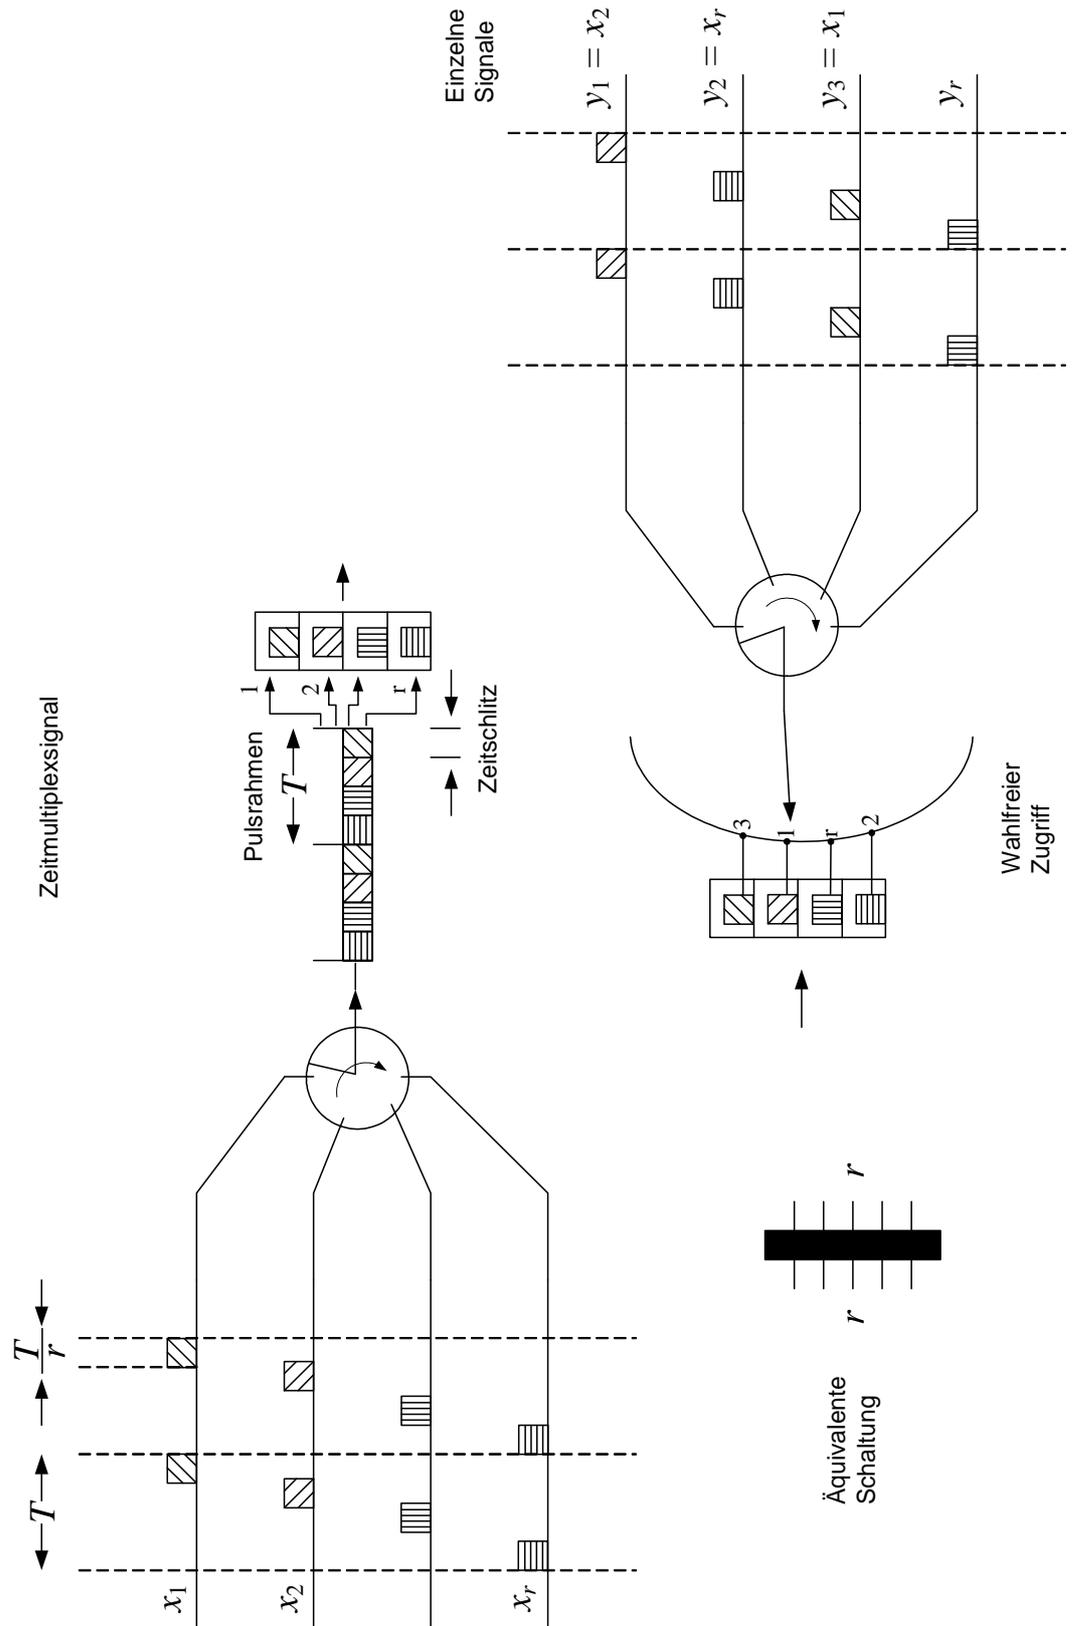 T
T
r
x1
x2
xr
Zeitmultiplexsignal
Pulsrahmen
T
1
2
r
Zeitschlitz
Einzelne
Signale
y1 = x2
y2 = xr
y3 = x1
yr
Äquivalente
Schaltung
r
r
3
1
r
2
Wahlfreier
Zugriff